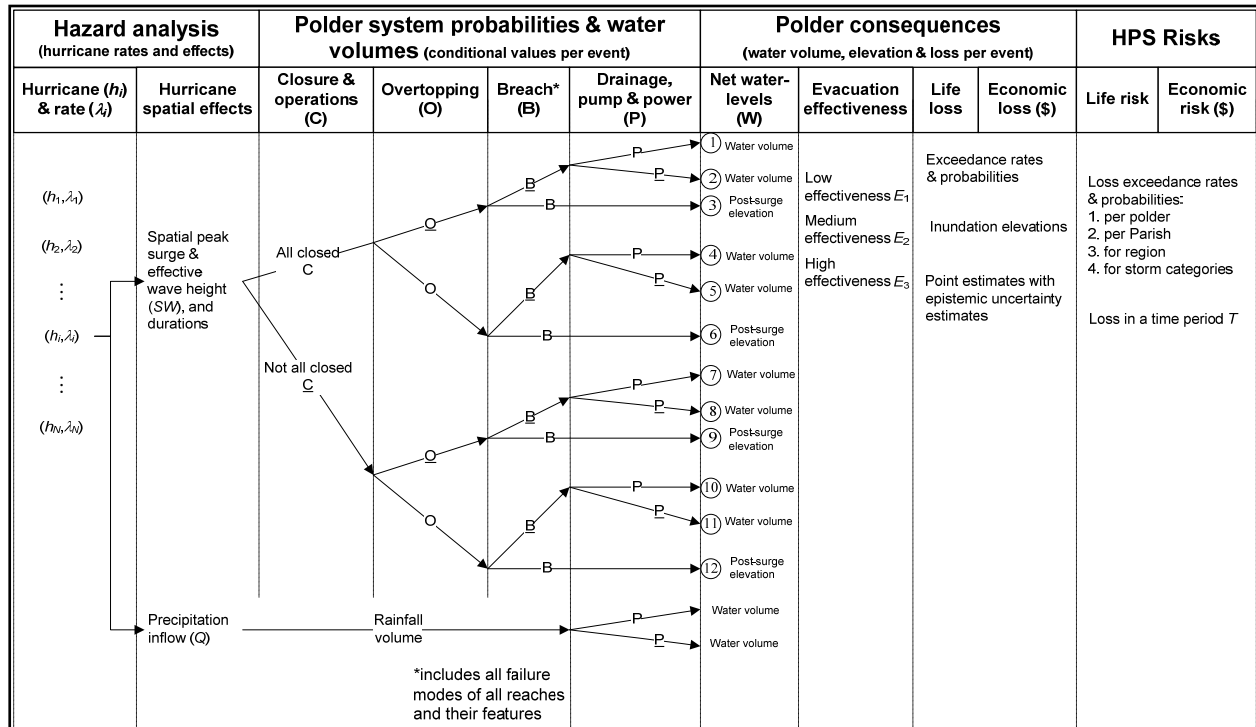 Hazard analysis
(hurricane rates and effects)
Polder system probabilities & water
volumes (conditional values per event)
Polder consequences
(water volume, elevation & loss per event)
HPS Risks
Hurricane (hi)
& rate (λi)
Hurricane
spatial effects
Closure &
operations
(C)
Overtopping
(O)
Breach*
(B)
Drainage,
pump & power
(P)
Net water-
levels
(W)
Evacuation
effectiveness
Life
loss
Economic
loss ($)
Life risk
Economic
risk ($)
(h1,λ1)
(h2,λ2)
⋮
(hi,λi)
⋮
(hN,λN)
Spatial peak
surge &
effective
wave height
(SW), and
durations
All closed
C
Not all closed
C
O
O
O
O
B
B
B
B
B
B
B
B
P
P
P
P
P
P
P
P
1 Water volume
2 Water volume
3 Post-surge
elevation
4 Water volume
5 Water volume
6 Post-surge
elevation
7 Water volume
8 Water volume
9 Post-surge
elevation
10 Water volume
11 Water volume
12 Post-surge
elevation
Low
effectiveness E1
Medium
effectiveness E2
High
effectiveness E3
Exceedance rates
& probabilities
Inundation elevations
Point estimates with
epistemic uncertainty
estimates
Loss exceedance rates
& probabilities:
1. per polder
2. per Parish
3. for region
4. for storm categories
Loss in a time period T
Precipitation
inflow (Q)
Rainfall
volume
P
P
Water volume
Water volume
*includes all failure
modes of all reaches
and their features